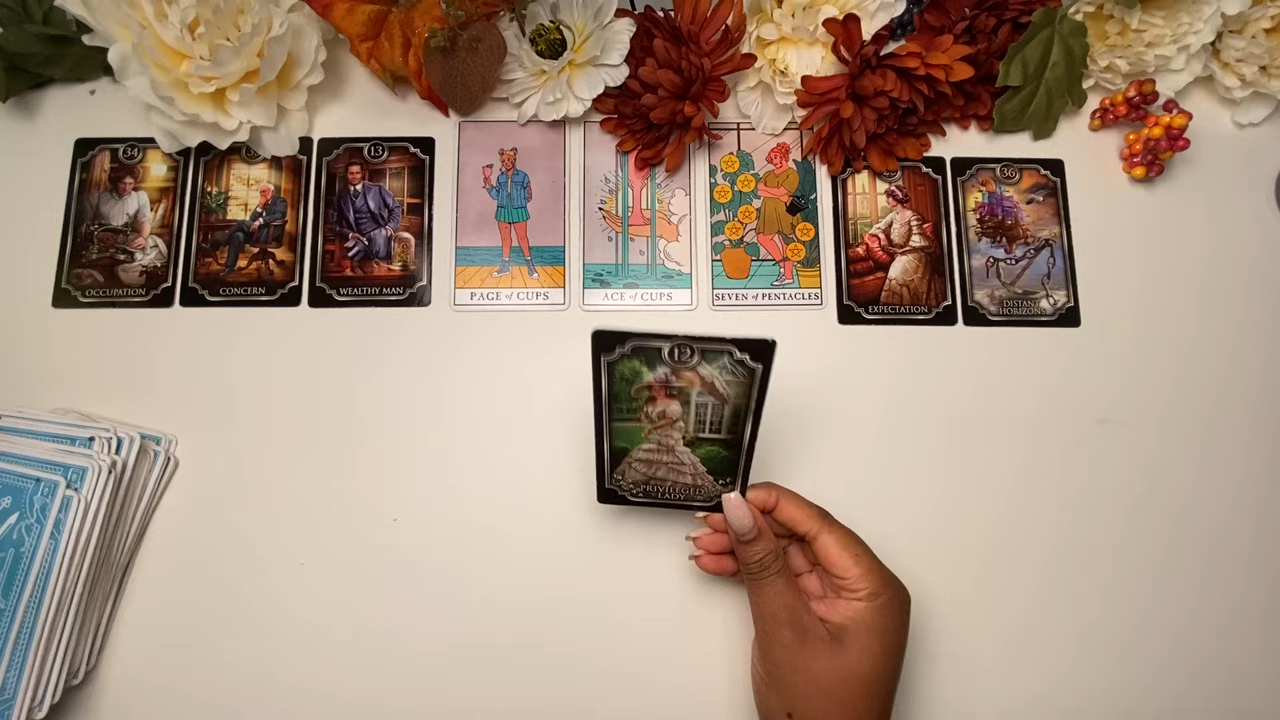 34
OCCUPATION
CONCERN
13
WEALTHY MAN
PAGE of CUPS
ACE of CUPS
SEVEN of PENTACLES
EXPECTATION
36
DISTANT
HORIZONS
12
PRIVILEGED
LADY